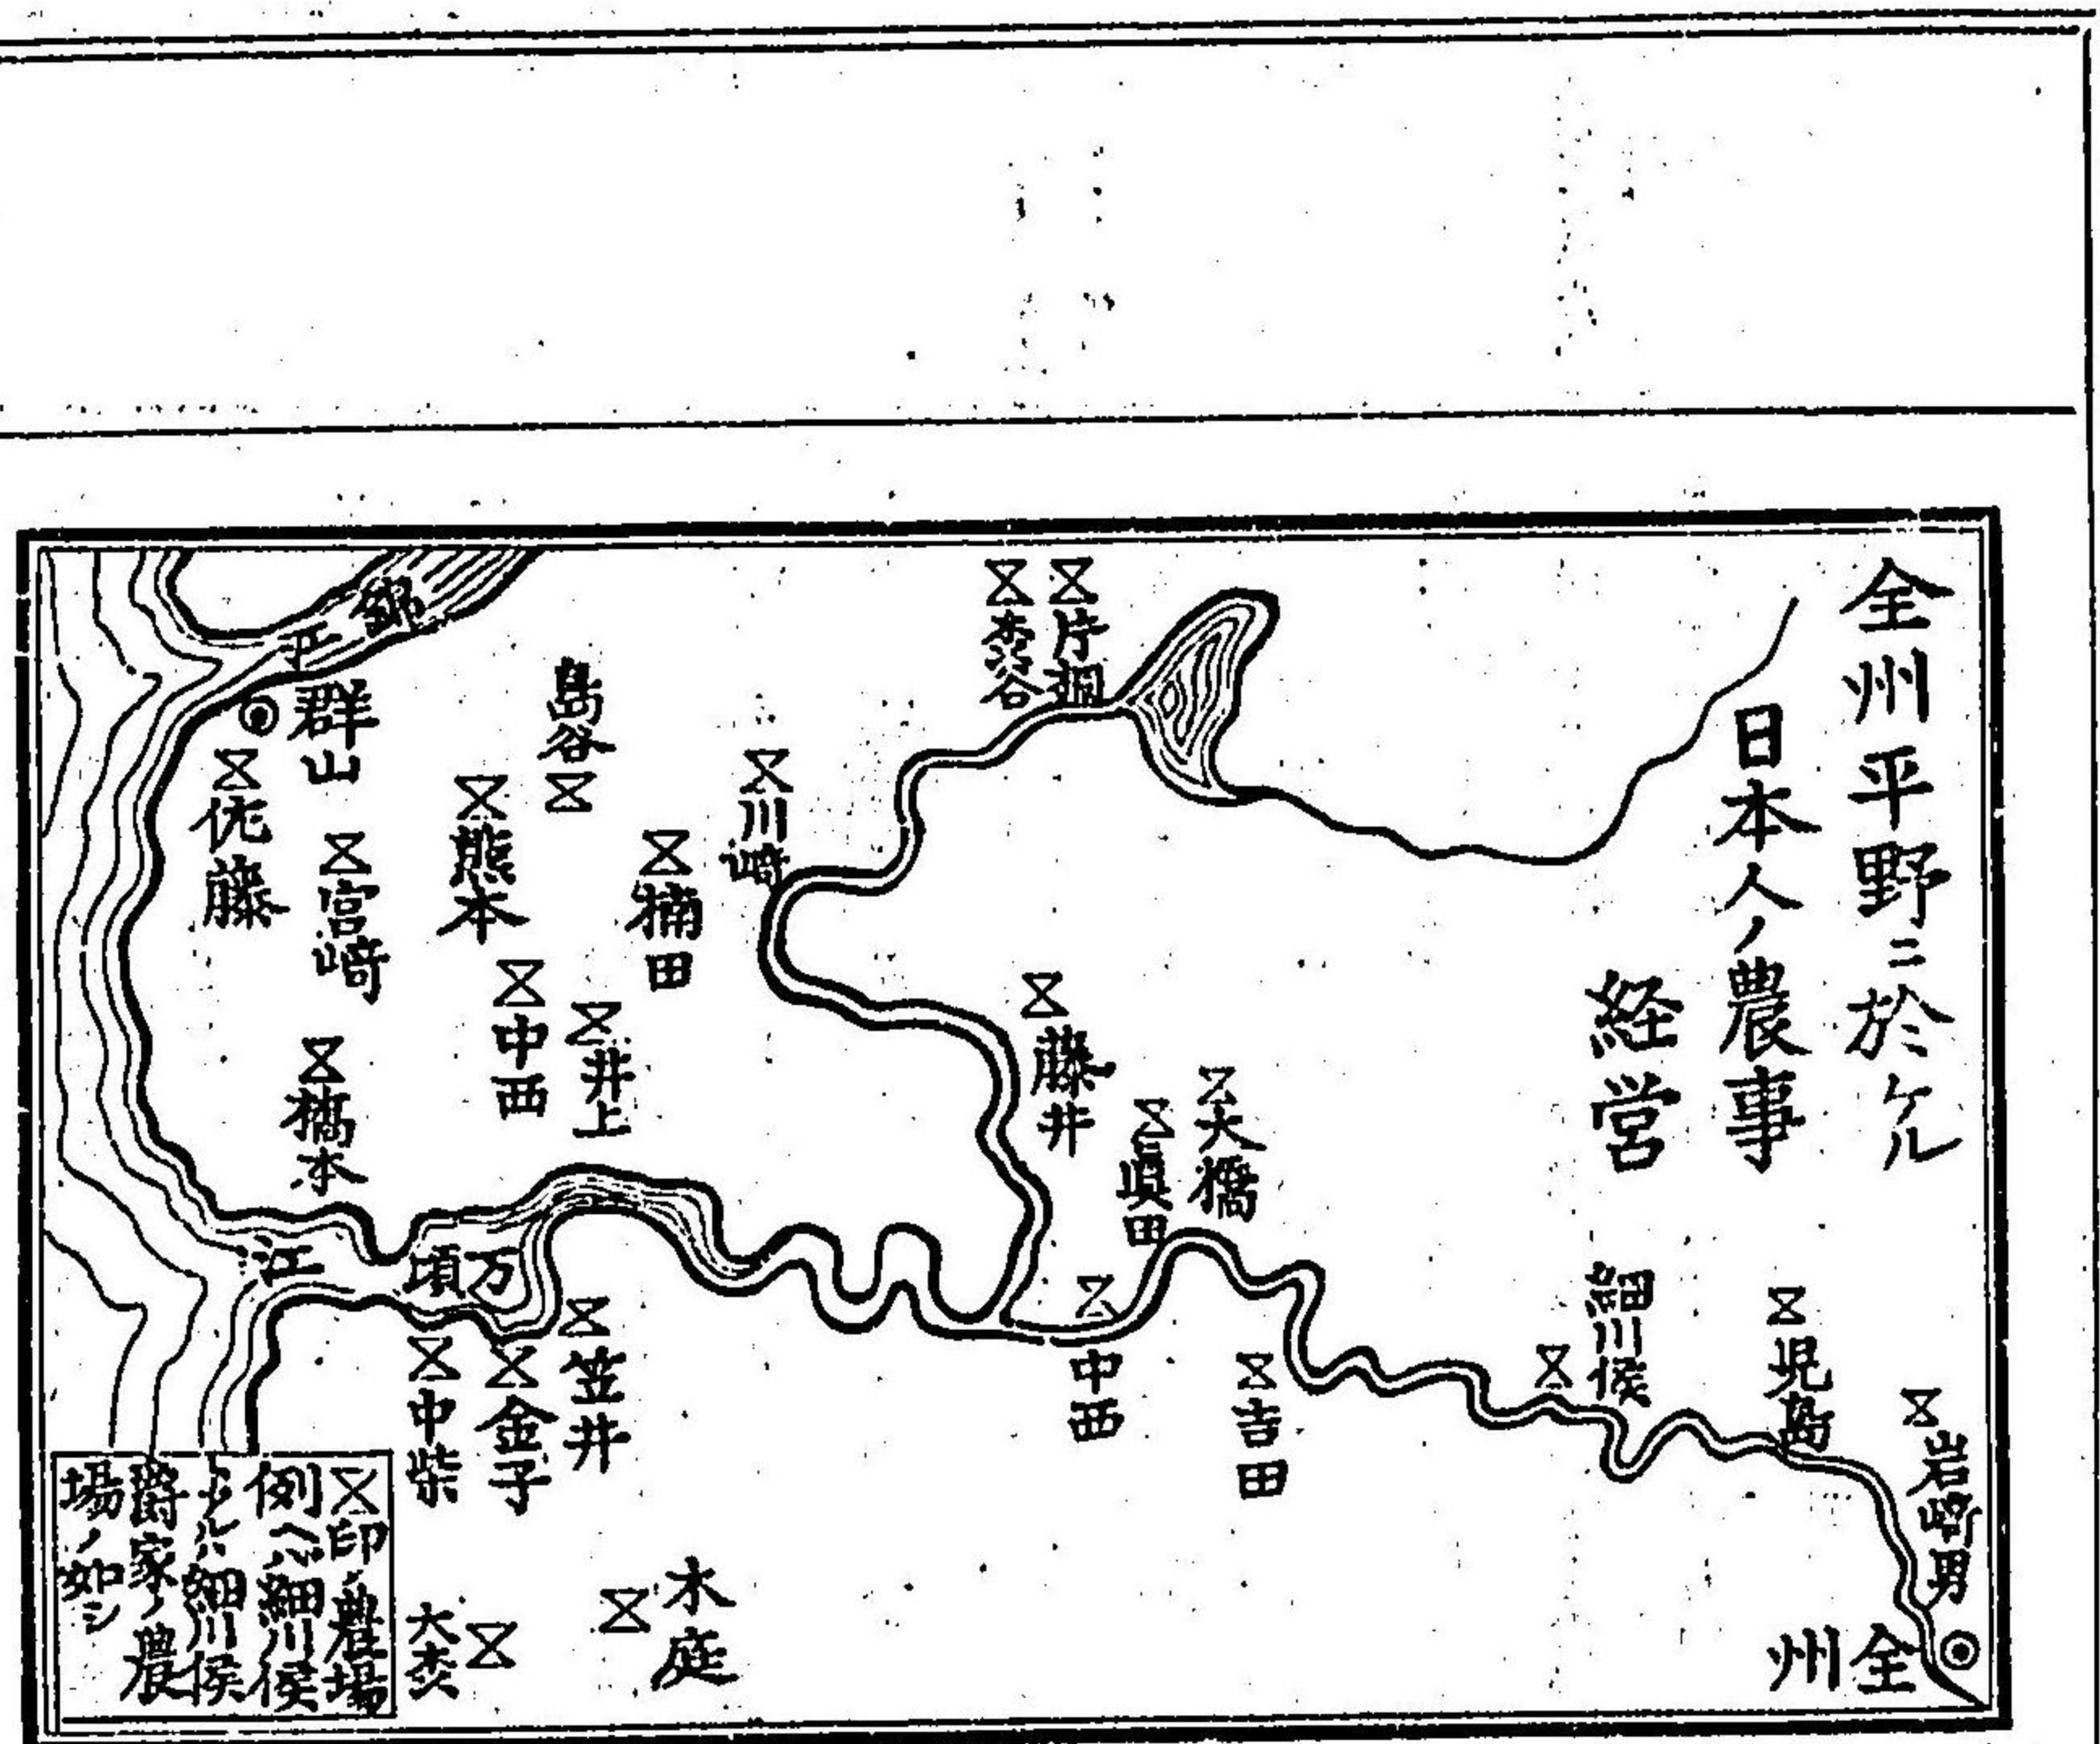 全州平野ニ於ケル
日本人ノ農事
経営
岩崎男
全州
児島
細川侯
大橋
吉田
眞田
藤井
中西
片桐
川崎
楠田
島谷
井上
熊本
中西
笠井
木庭
金子
中柴
群山
宮崎
橋本
佐藤
錦江
万頃江
印ノ農場
例ヘバ細川侯
トアルハ細川侯
爵家ノ農
場ノ如シ